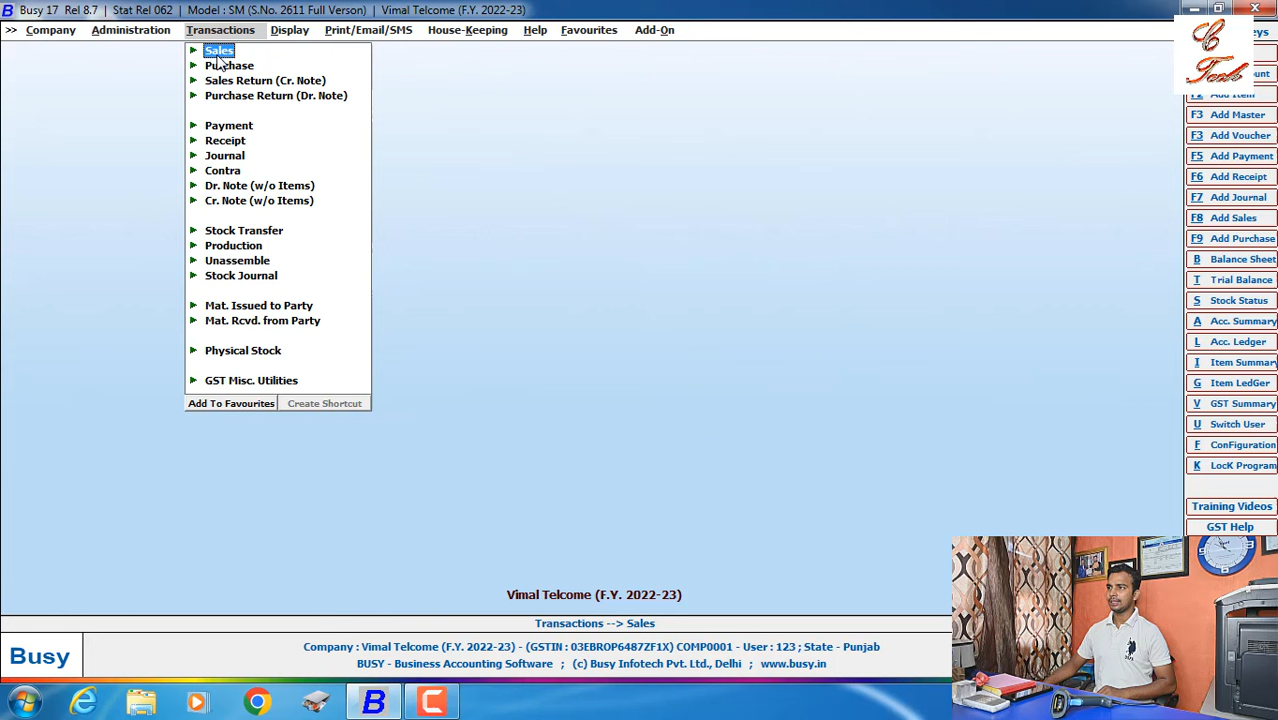 Busy 17 Rel 8.7 | Stat Rel 062 | Model : SM (S.No. 2611 Full Verson) | Vimal Telcome (F.Y. 2022-23)
>> Company Administration Transactions Display Print/Email/SMS House-Keeping Help Favourites Add-On
Sales
Purchase
Sales Return (Cr. Note)
Purchase Return (Dr. Note)
Payment
Receipt
Journal
Contra
Dr. Note (w/o Items)
Cr. Note (w/o Items)
Stock Transfer
Production
Unassemble
Stock Journal
Mat. Issued to Party
Mat. Rcvd. from Party
Physical Stock
GST Misc. Utilities
Add To Favourites Create Shortcut
C
Tech
F2 Add Item
F3 Add Master
F3 Add Voucher
F5 Add Payment
F6 Add Receipt
F7 Add Journal
F8 Add Sales
F9 Add Purchase
B Balance Sheet
T Trial Balance
S Stock Status
A Acc. Summary
L Acc. Ledger
I Item Summary
G Item LedGer
V GST Summary
U Switch User
F ConFiguration
K LocK Program
Training Videos
GST Help
Vimal Telcome (F.Y. 2022-23)
Transactions --> Sales
Busy
Company : Vimal Telcome (F.Y. 2022-23) - (GSTIN : 03EBROP6487ZF1X) COMP0001 - User : 123 ; State - Punjab
BUSY - Business Accounting Software ; (c) Busy Infotech Pvt. Ltd., Delhi ; www.busy.in